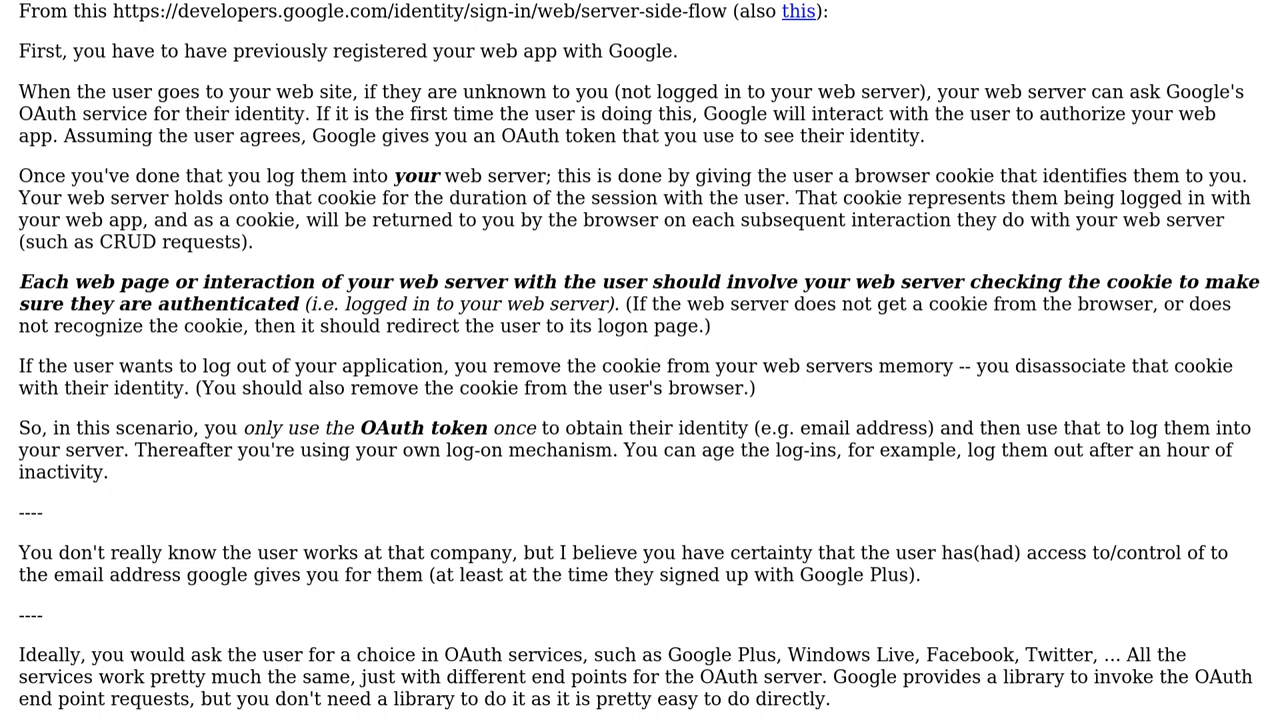 From this https://developers.google.com/identity/sign-in/web/server-side-flow (also this):
First, you have to have previously registered your web app with Google.
When the user goes to your web site, if they are unknown to you (not logged in to your web server), your web server can ask Google's
OAuth service for their identity. If it is the first time the user is doing this, Google will interact with the user to authorize your web
app. Assuming the user agrees, Google gives you an OAuth token that you use to see their identity.
Once you've done that you log them into your web server; this is done by giving the user a browser cookie that identifies them to you.
Your web server holds onto that cookie for the duration of the session with the user. That cookie represents them being logged in with
your web app, and as a cookie, will be returned to you by the browser on each subsequent interaction they do with your web server
(such as CRUD requests).
Each web page or interaction of your web server with the user should involve your web server checking the cookie to make
sure they are authenticated (i.e. logged in to your web server). (If the web server does not get a cookie from the browser, or does
not recognize the cookie, then it should redirect the user to its logon page.)
If the user wants to log out of your application, you remove the cookie from your web servers memory -- you disassociate that cookie
with their identity. (You should also remove the cookie from the user's browser.)
So, in this scenario, you only use the OAuth token once to obtain their identity (e.g. email address) and then use that to log them into
your server. Thereafter you're using your own log-on mechanism. You can age the log-ins, for example, log them out after an hour of
inactivity.
----
You don't really know the user works at that company, but I believe you have certainty that the user has(had) access to/control of to
the email address google gives you for them (at least at the time they signed up with Google Plus).
----
Ideally, you would ask the user for a choice in OAuth services, such as Google Plus, Windows Live, Facebook, Twitter, ... All the
services work pretty much the same, just with different end points for the OAuth server. Google provides a library to invoke the OAuth
end point requests, but you don't need a library to do it as it is pretty easy to do directly.